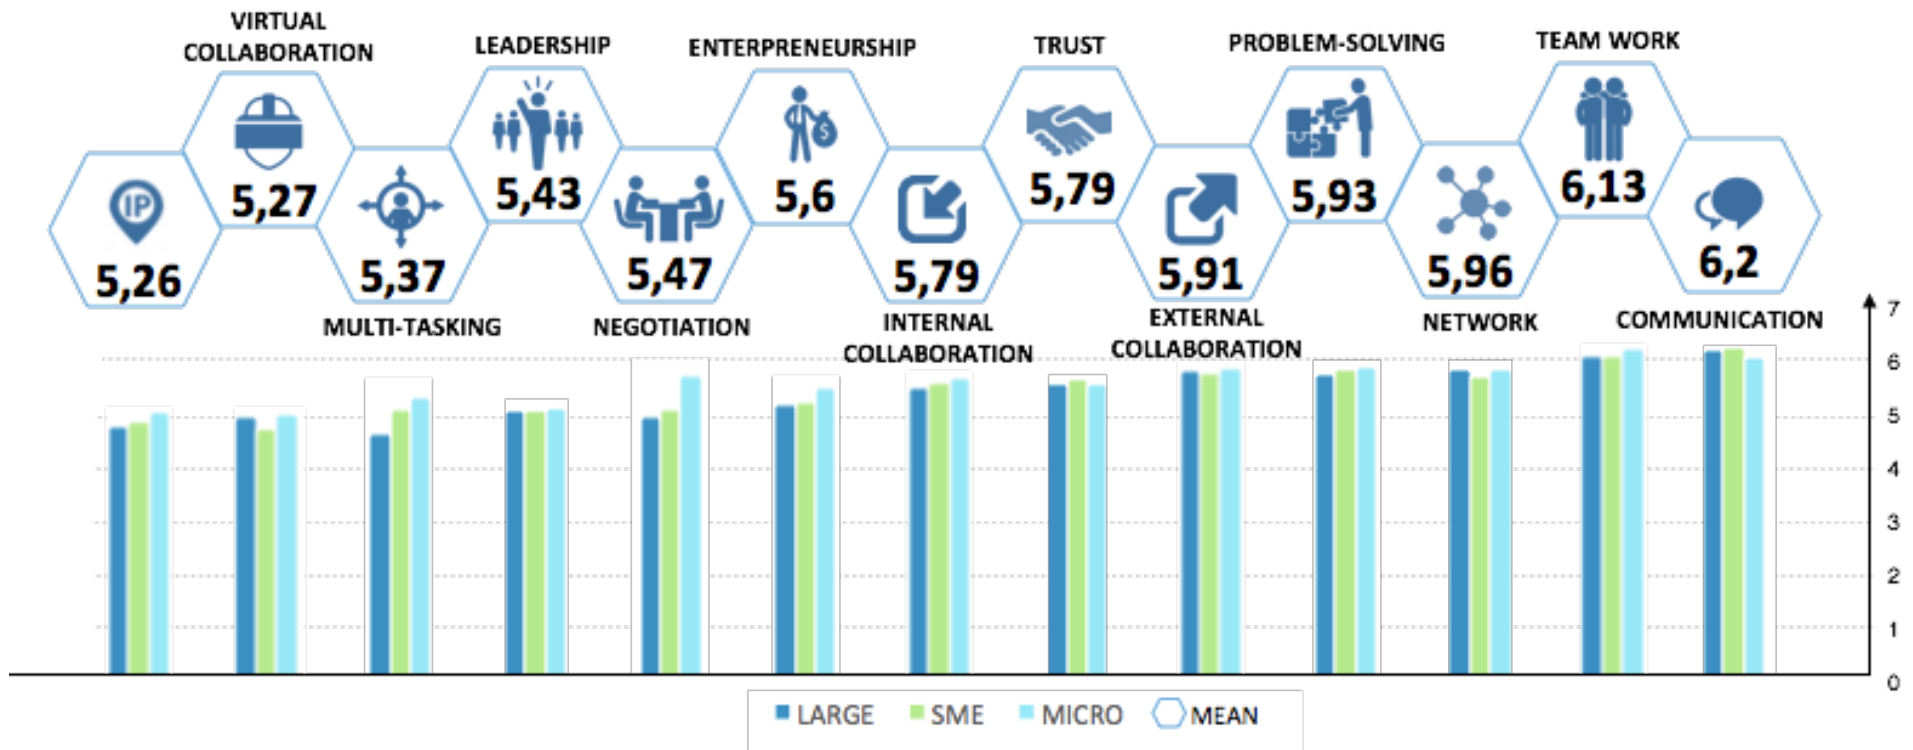 VIRTUAL
COLLABORATION
LEADERSHIP
ENTERPRENEURSHIP
TRUST
PROBLEM-SOLVING
TEAM WORK
IP
5,26
5,27
5,37
5,43
5,47
$
5,6
5,79
5,79
5,91
5,93
5,96
6,13
6,2
MULTI-TASKING
NEGOTIATION
INTERNAL
COLLABORATION
EXTERNAL
COLLABORATION
NETWORK
COMMUNICATION
7
6
5
4
3
2
1
0
LARGE
SME
MICRO
MEAN